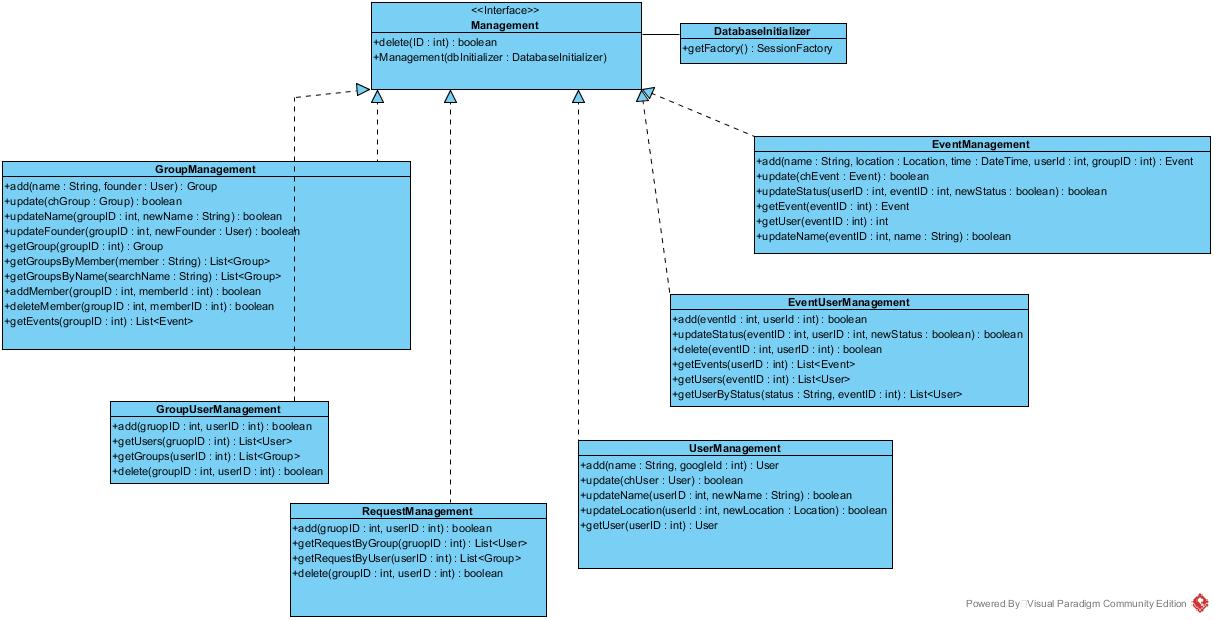 <<Interface>>
Management
+delete(ID : int) : boolean
+Management(dbInitializer : DatabaseInitializer)
DatabaseInitializer
+getFactory() : SessionFactory
EventManagement
+add(name : String, location : Location, time : DateTime, userId : int, groupID : int) : Event
+update(chEvent : Event) : boolean
+updateStatus(userID : int, eventID : int, newStatus : boolean) : boolean
+getEvent(eventID : int) : Event
+getUser(eventID : int) : int
+updateName(eventID : int, name : String) : boolean
GroupManagement
+add(name : String, founder : User) : Group
+update(chGroup : Group) : boolean
+updateName(groupID : int, newName : String) : boolean
+updateFounder(groupID : int, newFounder : User) : boolean
+getGroup(groupID : int) : Group
+getGroupsByMember(member : String) : List<Group>
+getGroupsByName(searchName : String) : List<Group>
+addMember(groupID : int, memberId : int) : boolean
+deleteMember(groupID : int, memberID : int) : boolean
+getEvents(groupID : int) : List<Event>
EventUserManagement
+add(eventId : int, userId : int) : boolean
+updateStatus(eventID : int, userID : int, newStatus : boolean) : boolean
+delete(eventID : int, userID : int) : boolean
+getEvents(userID : int) : List<Event>
+getUsers(eventID : int) : List<User>
+getUserByStatus(status : String, eventID : int) : List<User>
GroupUserManagement
+add(gruopID : int, userID : int) : boolean
+getUsers(gruopID : int) : List<User>
+getGroups(userID : int) : List<Group>
+delete(groupID : int, userID : int) : boolean
UserManagement
+add(name : String, googleId : int) : User
+update(chUser : User) : boolean
+updateName(userID : int, newName : String) : boolean
+updateLocation(userId : int, newLocation : Location) : boolean
+getUser(userID : int) : User
RequestManagement
+add(gruopID : int, userID : int) : boolean
+getRequestByGroup(gruopID : int) : List<User>
+getRequestByUser(userID : int) : List<Group>
+delete(groupID : int, userID : int) : boolean
Powered By Visual Paradigm Community Edition